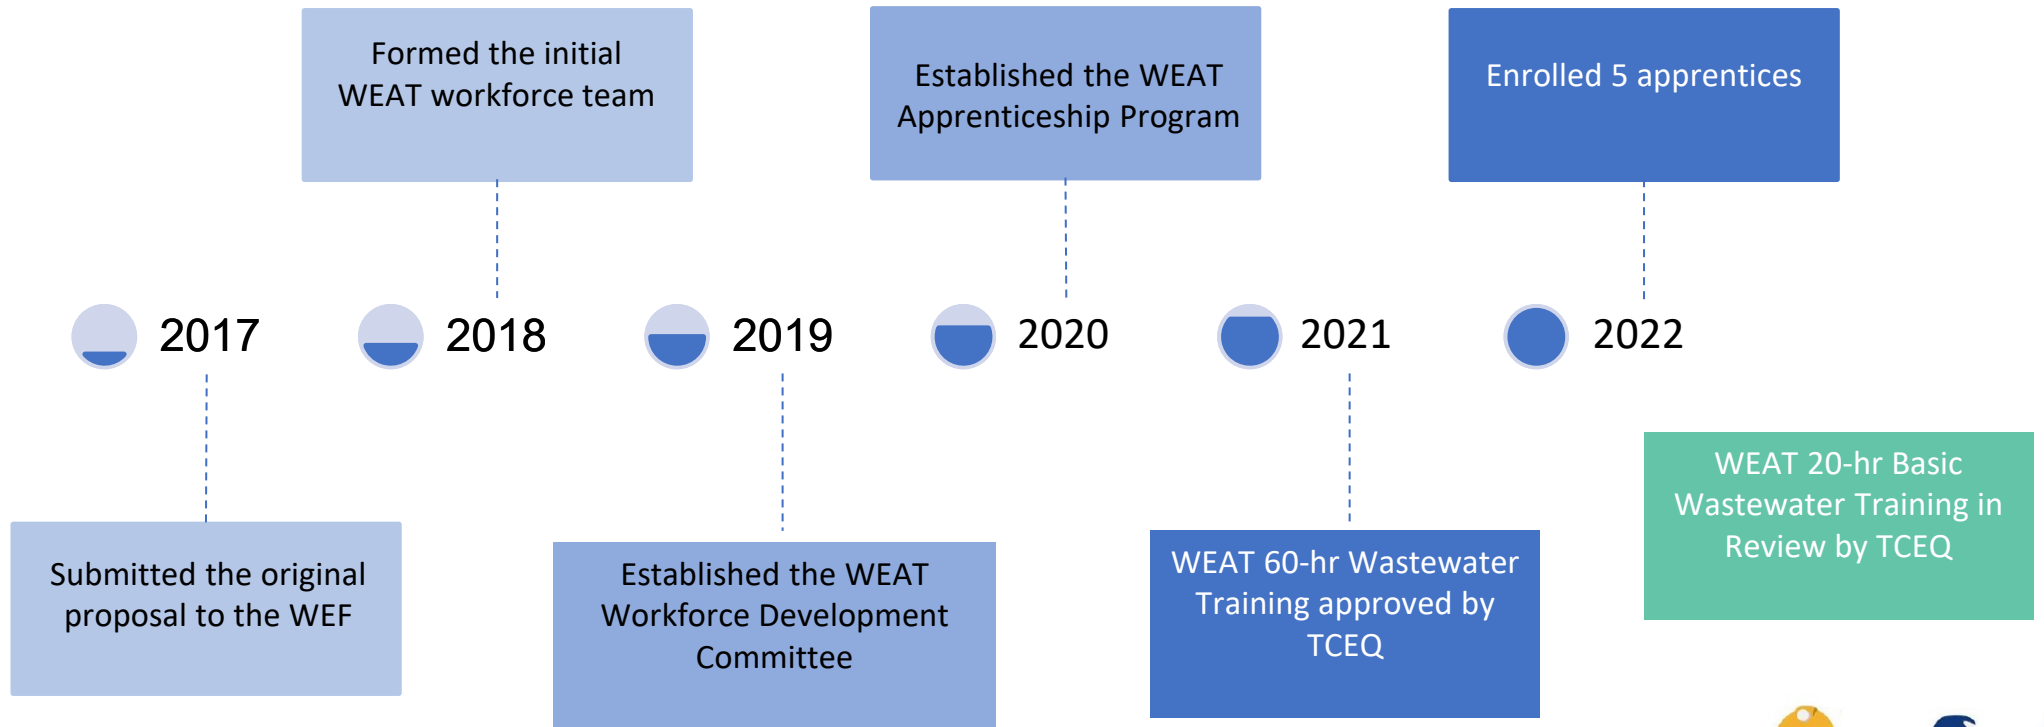 Formed the initial
WEAT workforce team
Established the WEAT
Apprenticeship Program
Enrolled 5 apprentices
2017
2018
2019
2020
2021
2022
Submitted the original
proposal to the WEF
Established the WEAT
Workforce Development
Committee
WEAT 60-hr Wastewater
Training approved by
TCEQ
WEAT 20-hr Basic
Wastewater Training in
Review by TCEQ